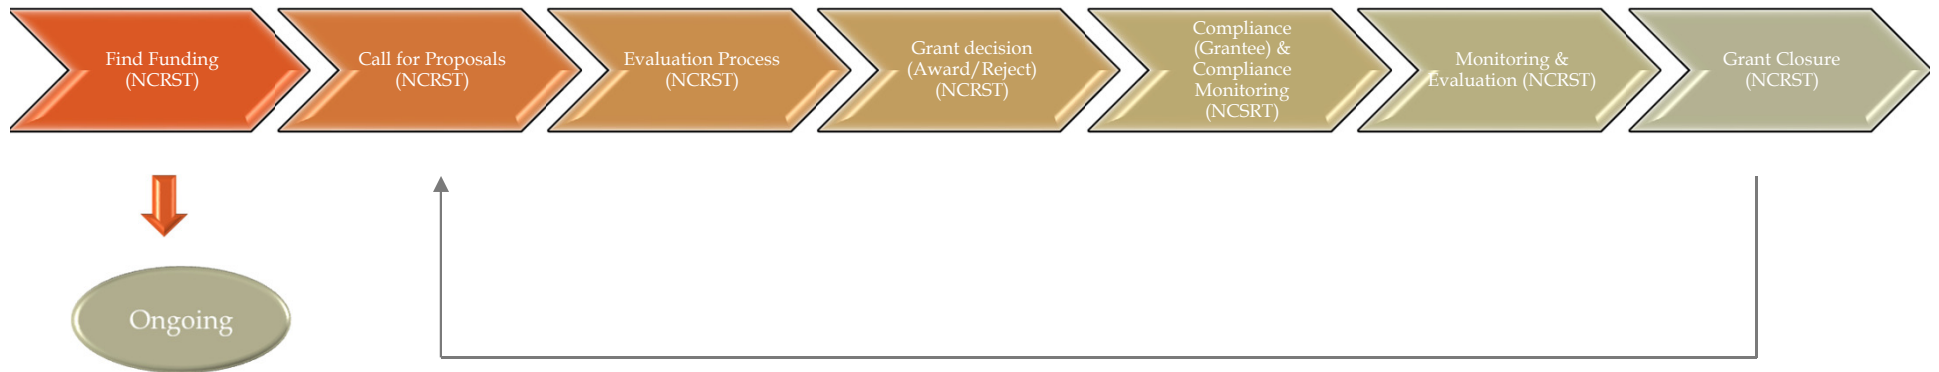 Find Funding
(NCRST)
Call for Proposals
(NCRST)
Evaluation Process
(NCRST)
Grant decision
(Award/Reject)
(NCRST)
Compliance
(Grantee) &
Compliance
Monitoring
(NCSRT)
Monitoring &
Evaluation (NCRST)
Grant Closure
(NCRST)
Ongoing